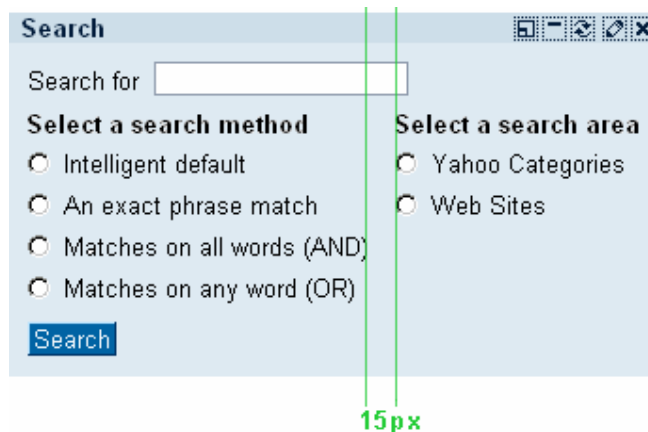 Search
Search for
Select a search method
Select a search area
Intelligent default
Yahoo Categories
An exact phrase match
Web Sites
Matches on all words (AND)
Matches on any word (OR)
Search
15px